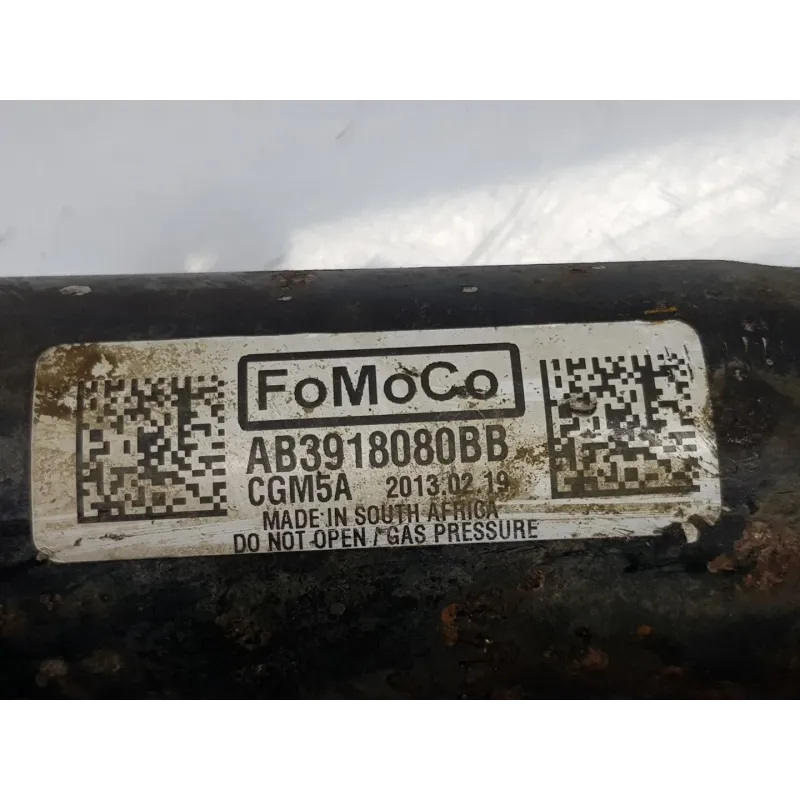 FoMoCo
AB3918080BB
CGM5A 2013.02 19
MADE IN SOUTH AFRICA
DO NOT OPEN / GAS PRESSURE